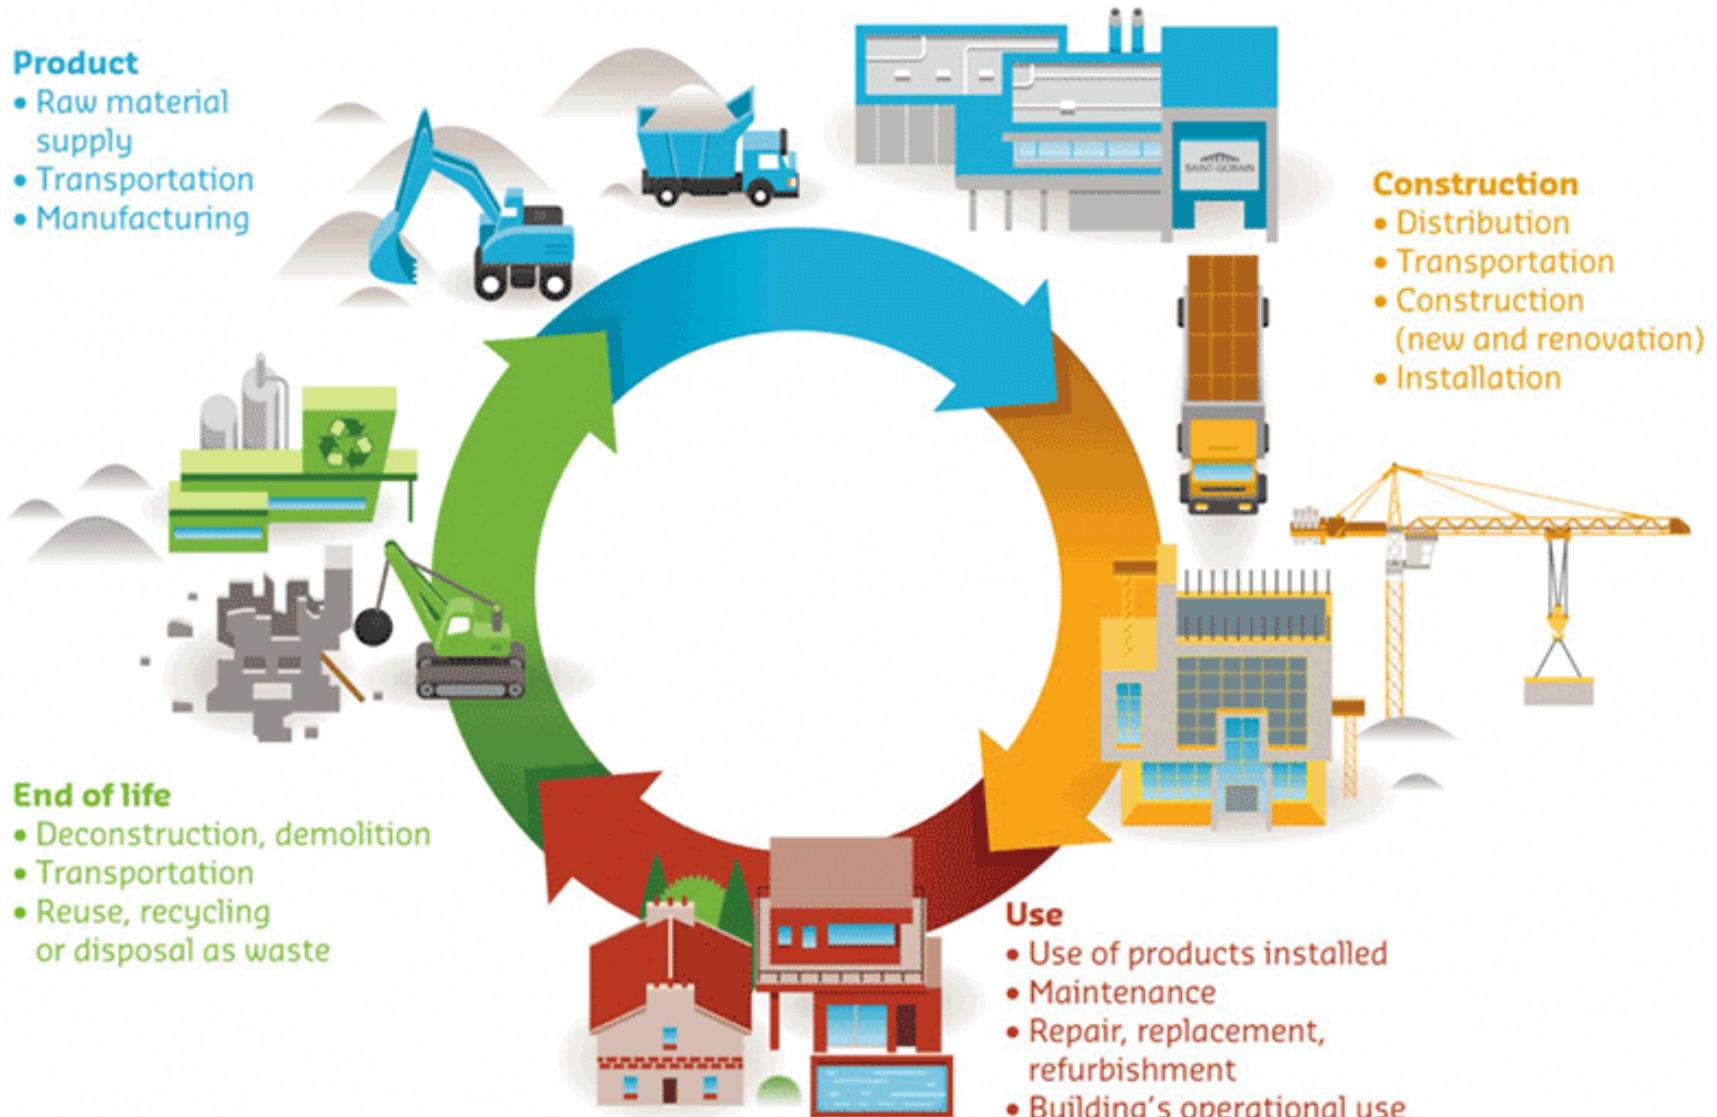 Product
• Raw material
supply
• Transportation
• Manufacturing
SAINT-GOBAIN
Construction
• Distribution
• Transportation
• Construction
(new and renovation)
• Installation
End of life
• Deconstruction, demolition
• Transportation
• Reuse, recycling
or disposal as waste
Use
• Use of products installed
• Maintenance
• Repair, replacement,
refurbishment
• Building's operational use